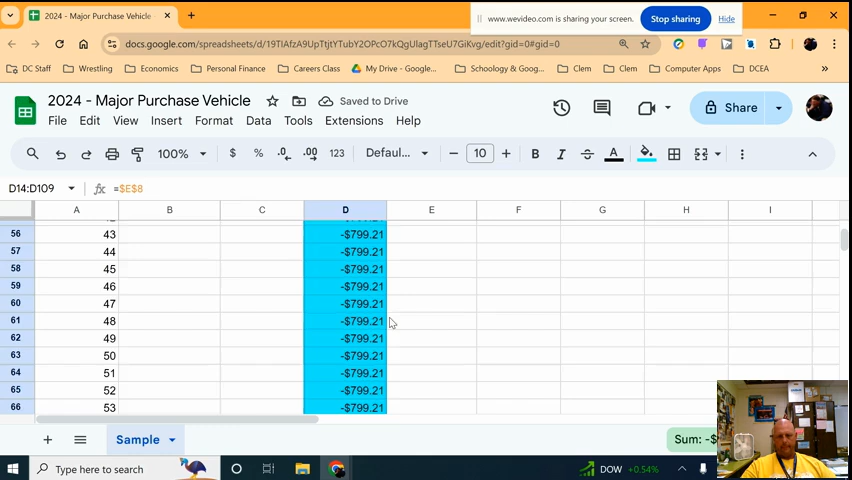 2024 - Major Purchase Vehicle
www.wevideo.com is sharing your screen.
Stop sharing
Hide
docs.google.com/spreadsheets/d/19TlAfzA9UpTtjtYTubY2OPcO7kQgUlagTTseU7GiKvg/edit?gid=0#gid=0
DC Staff
Wrestling
Economics
Personal Finance
Careers Class
My Drive - Google...
Schoology & Goog...
Clem
Clem
Computer Apps
DCEA
2024 - Major Purchase Vehicle
Saved to Drive
File Edit View Insert Format Data Tools Extensions Help
Share
100% $ % .0 .00 123 Defaul... 10 B I A
D14:D109
fx =$E$8
A B C D E F G H I
56 43 -$799.21
57 44 -$799.21
58 45 -$799.21
59 46 -$799.21
60 47 -$799.21
61 48 -$799.21
62 49 -$799.21
63 50 -$799.21
64 51 -$799.21
65 52 -$799.21
66 53 -$799.21
Sample
Sum: -$
Type here to search
DOW +0.54%